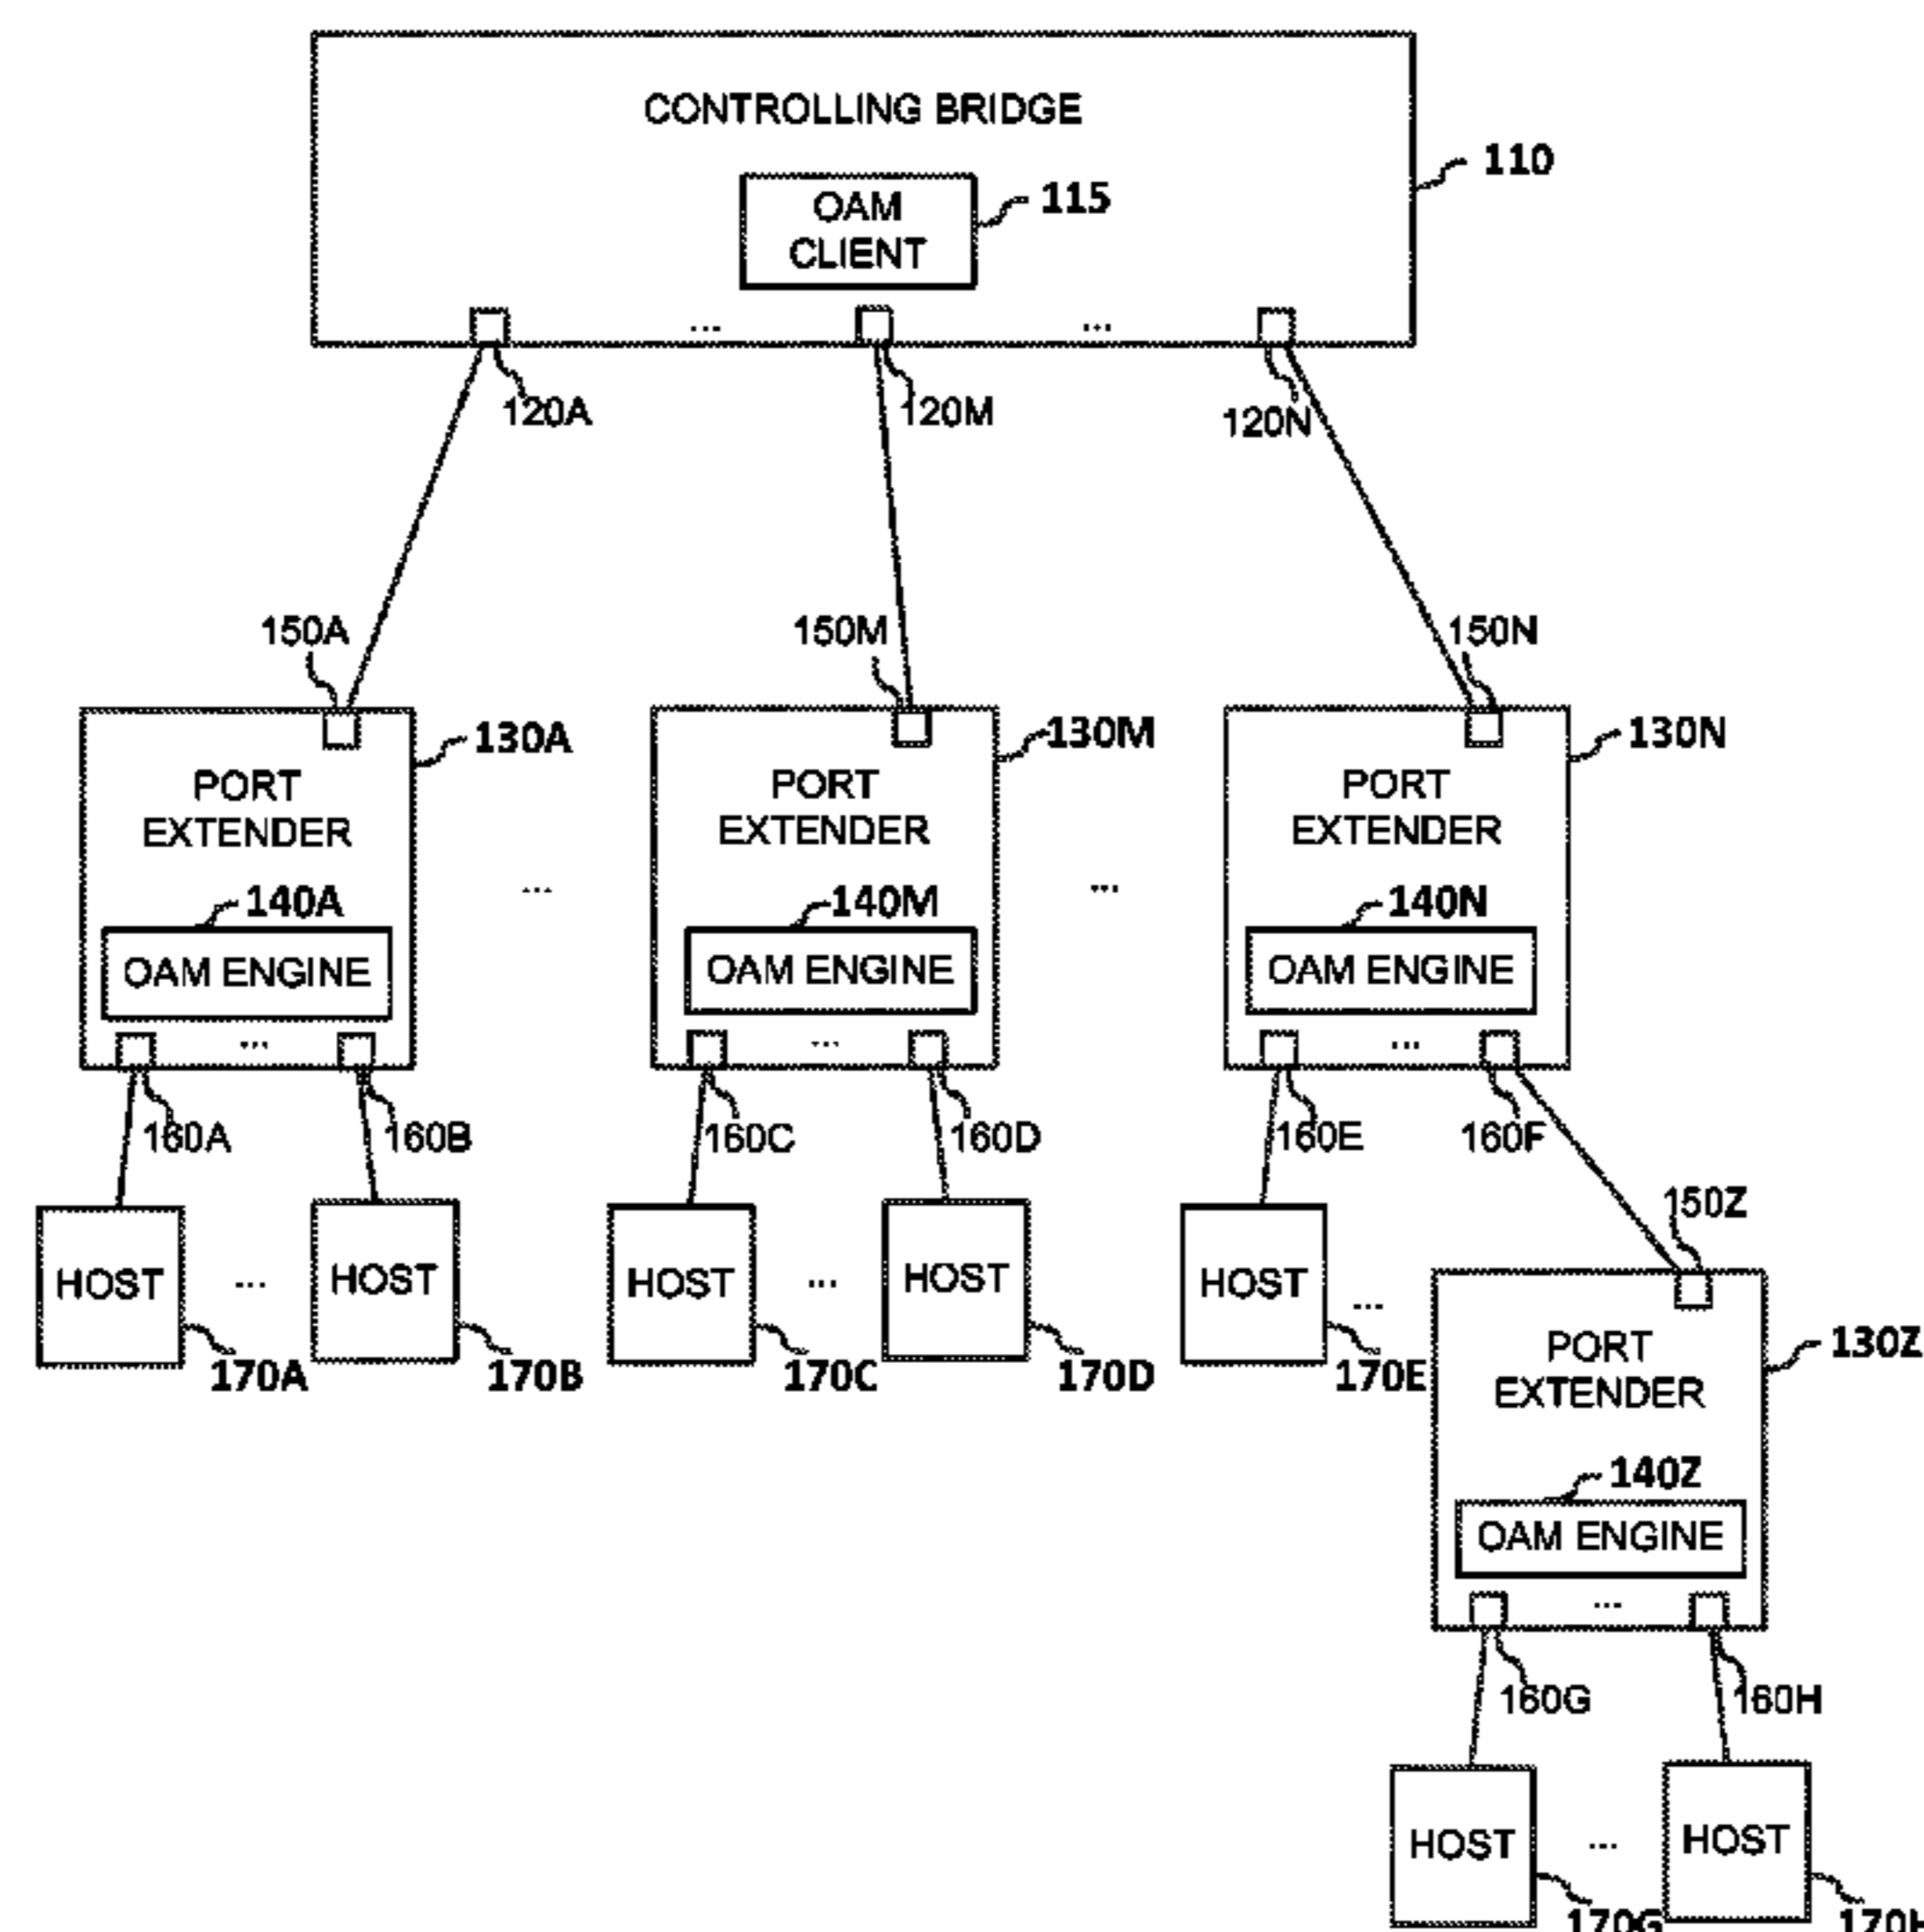 CONTROLLING BRIDGE
110
OAM
CLIENT
115
... ...
120A 120M 120N
150A 150M 150N
130A 130M 130N
PORT PORT PORT
EXTENDER EXTENDER EXTENDER
... ...
140A 140M 140N
OAM ENGINE OAM ENGINE OAM ENGINE
... ... ...
160A 160B 160C 160D 160E 160F
150Z
HOST ... HOST HOST ... HOST HOST ...
170A 170B 170C 170D 170E
130Z
PORT
EXTENDER
140Z
OAM ENGINE
...
160G 160H
HOST ... HOST
170G